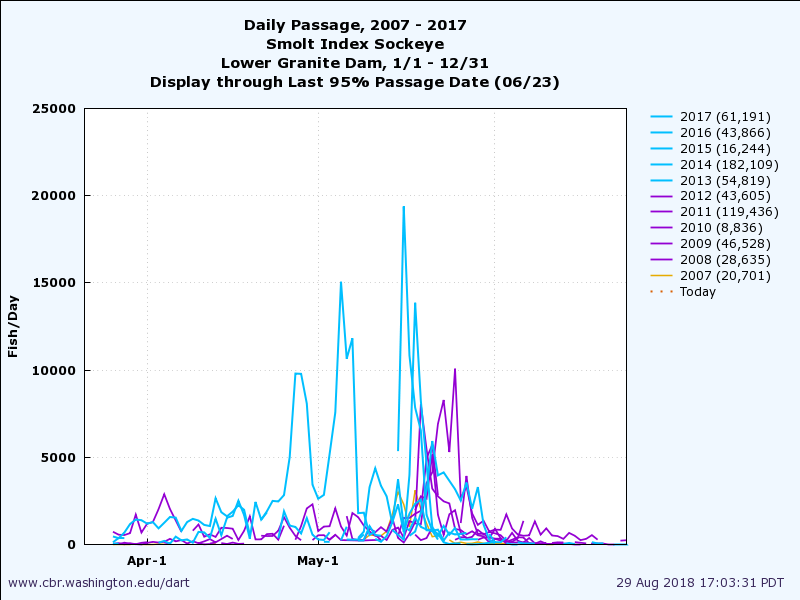 Daily Passage, 2007 - 2017
Smolt Index Sockeye
Lower Granite Dam, 1/1 - 12/31
Display through Last 95% Passage Date (06/23)
25000
20000
15000
10000
5000
0
Fish/Day
Apr-1
May-1
Jun-1
2017 (61,191)
2016 (43,866)
2015 (16,244)
2014 (182,109)
2013 (54,819)
2012 (43,605)
2011 (119,436)
2010 (8,836)
2009 (46,528)
2008 (28,635)
2007 (20,701)
Today
www.cbr.washington.edu/dart
29 Aug 2018 17:03:31 PDT